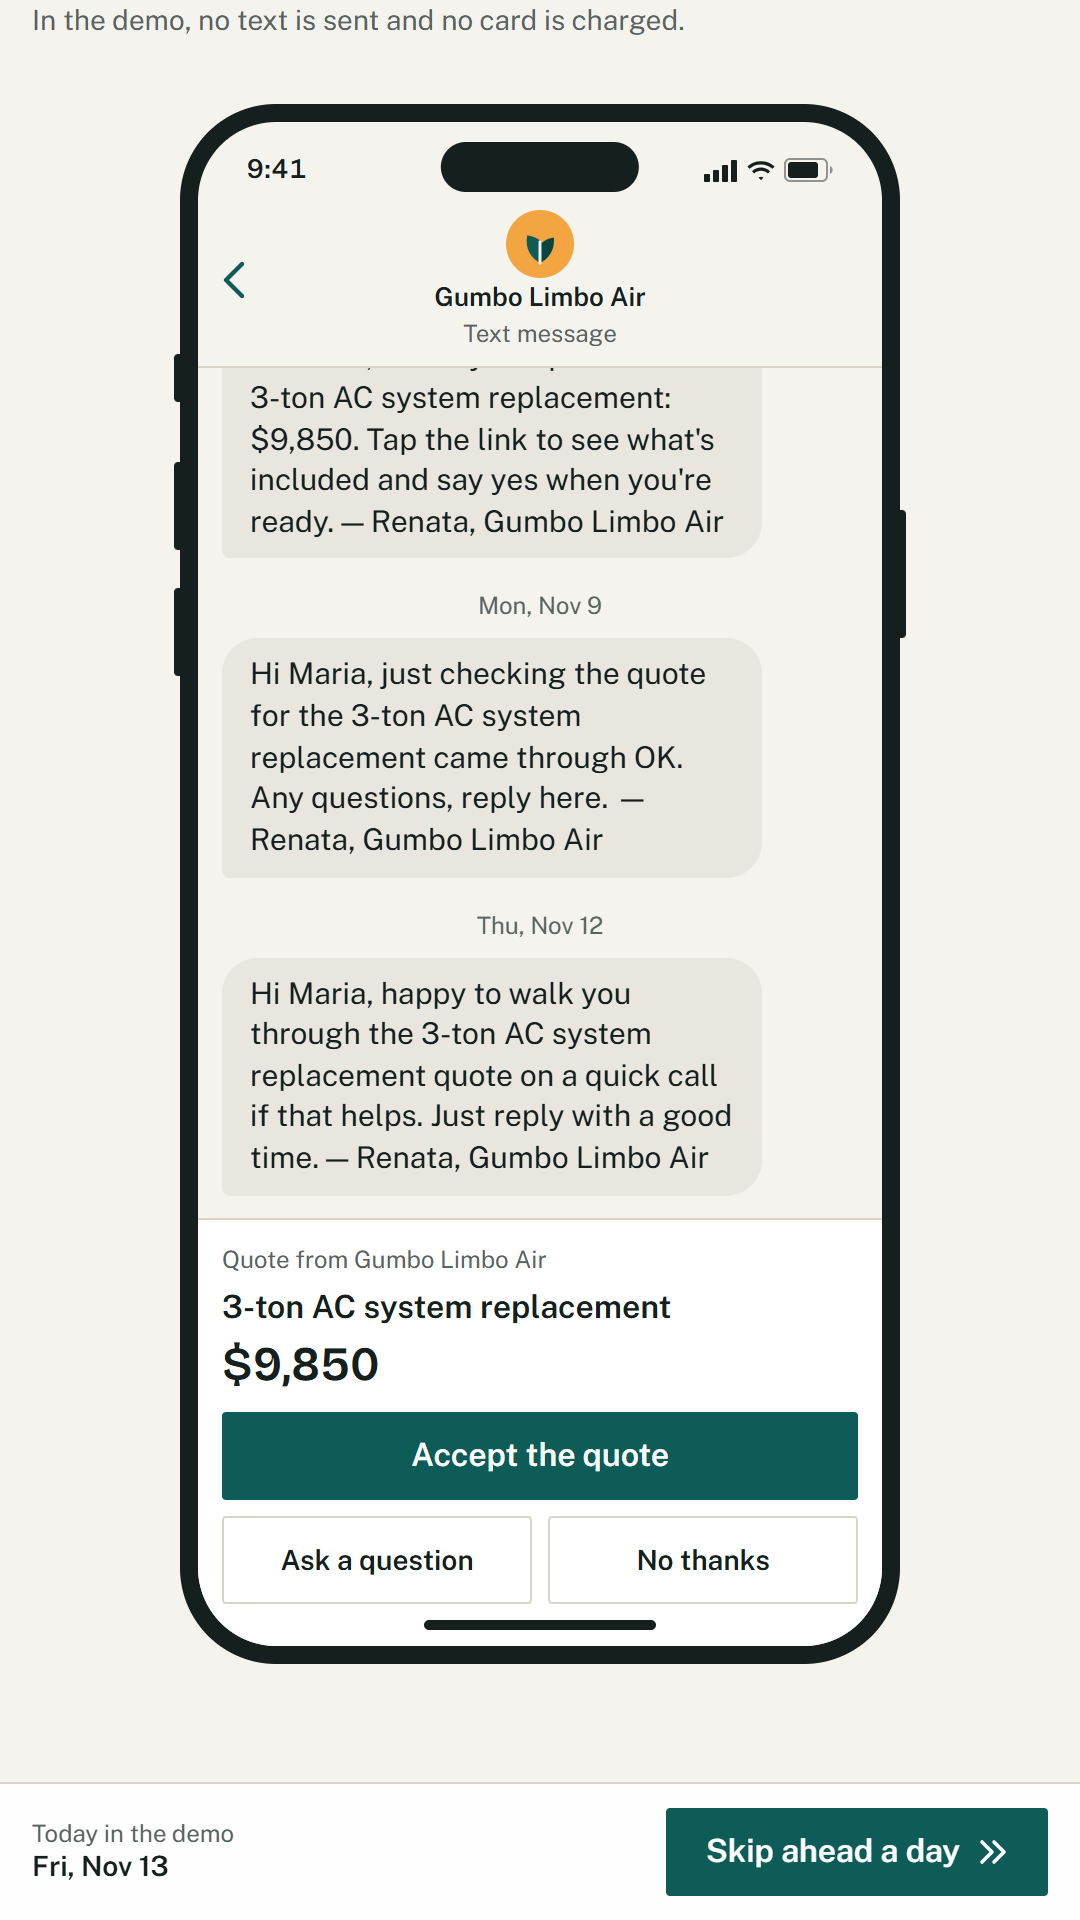 In the demo, no text is sent and no card is charged.
9:41
Gumbo Limbo Air
Text message
3-ton AC system replacement:
$9,850. Tap the link to see what's
included and say yes when you're
ready. — Renata, Gumbo Limbo Air
Mon, Nov 9
Hi Maria, just checking the quote
for the 3-ton AC system
replacement came through OK.
Any questions, reply here. —
Renata, Gumbo Limbo Air
Thu, Nov 12
Hi Maria, happy to walk you
through the 3-ton AC system
replacement quote on a quick call
if that helps. Just reply with a good
time. — Renata, Gumbo Limbo Air
Quote from Gumbo Limbo Air
3-ton AC system replacement
$9,850
Accept the quote
Ask a question
No thanks
Today in the demo
Fri, Nov 13
Skip ahead a day